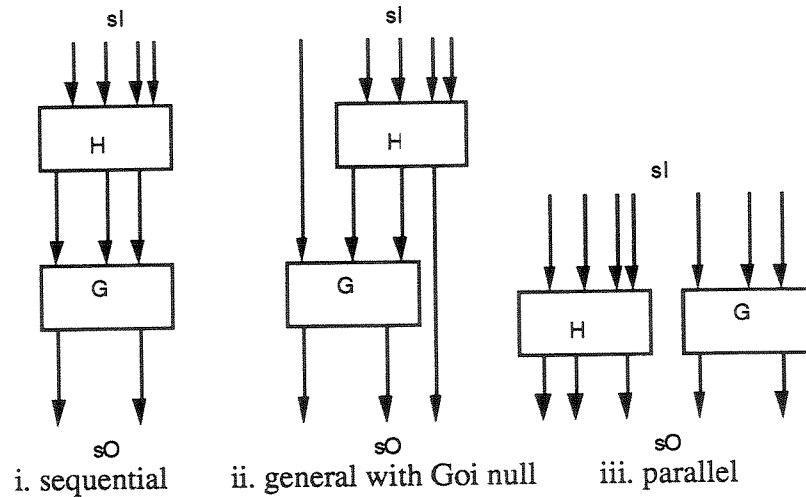 sI
H
G
sO
i. sequential
sI
H
G
sO
ii. general with Goi null
sI
H
G
sO
iii. parallel